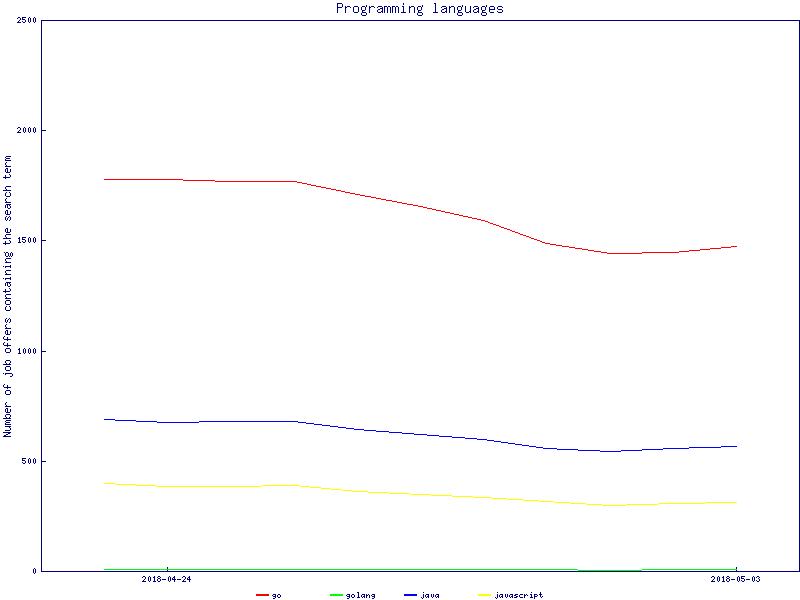 Programming languages
2500
2000
1500
1000
500
0
Number of job offers containing the search term
2018-04-24 2018-05-03
go golang java javascript